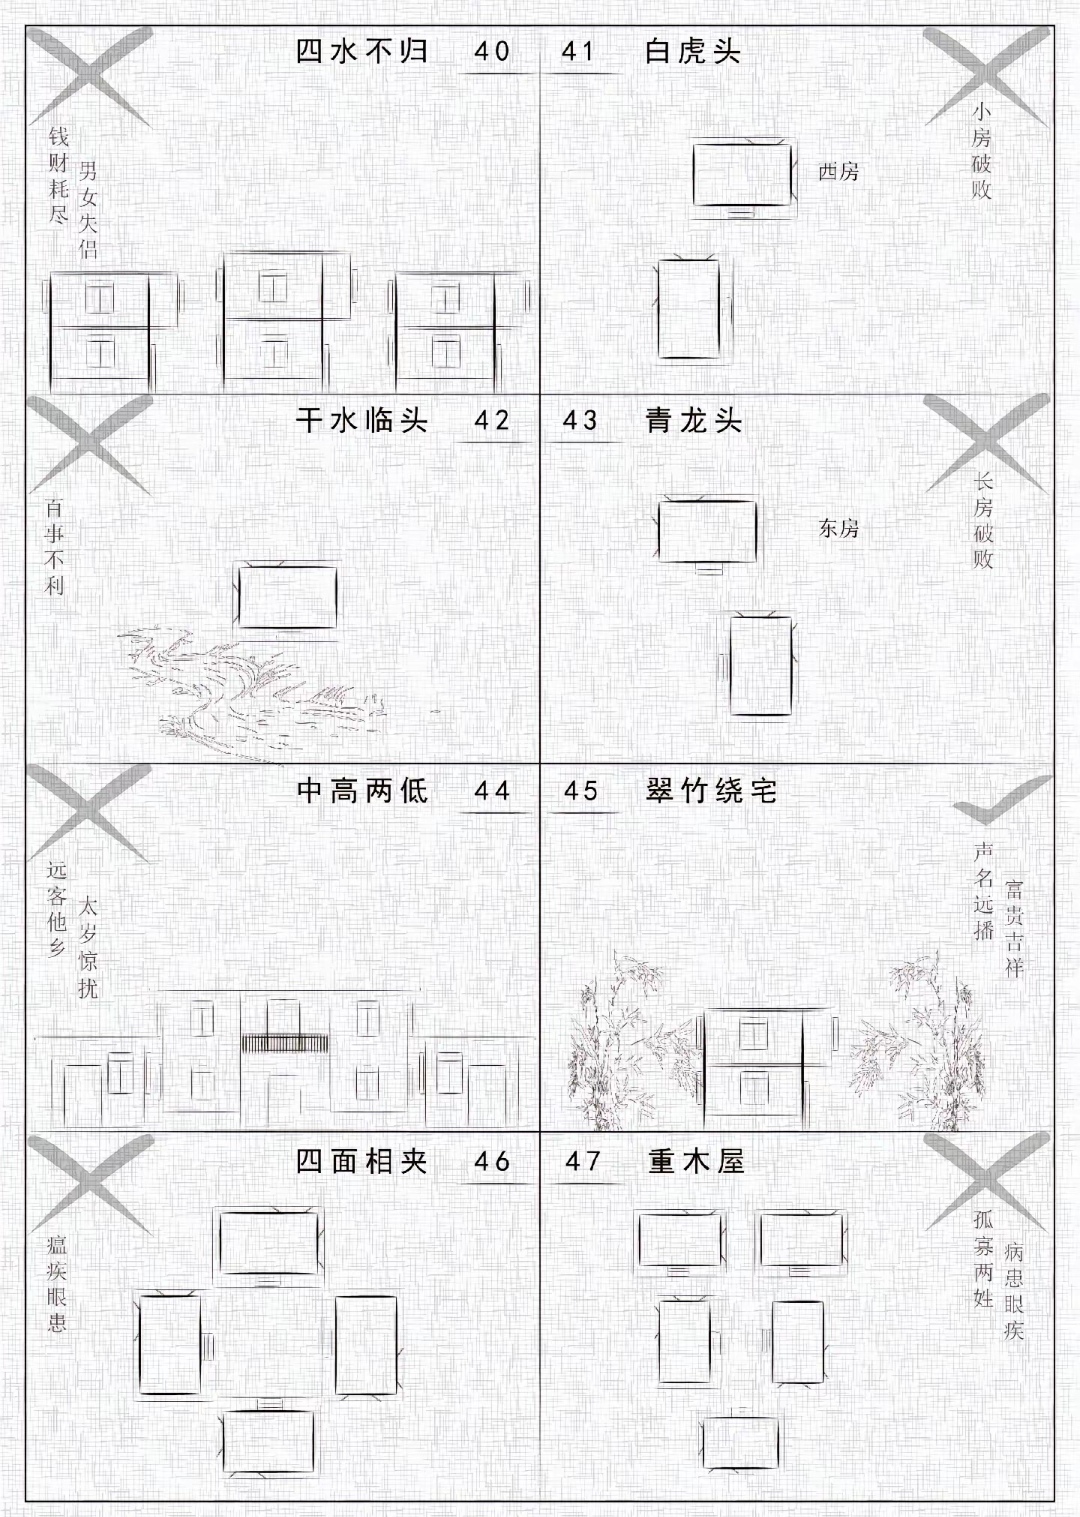 四水不归 40
钱财耗尽
男女失侣
41 白虎头
小房破败
西房
干水临头 42
百事不利
43 青龙头
长房破败
东房
中高两低 44
远客他乡
太岁惊扰
45 翠竹绕宅
声名远播
富贵吉祥
四面相夹 46
瘟疾眼患
47 重木屋
孤寡两姓
病患眼疾